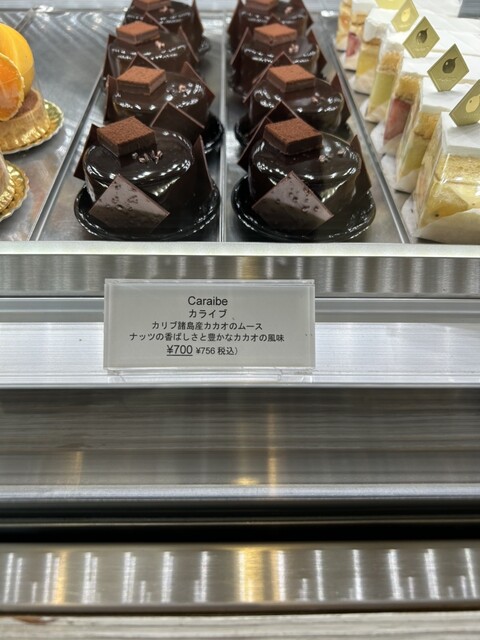 Caraibe
カライブ
カリブ諸島産カカオのムース
ナッツの香ばしさと豊かなカカオの風味
¥700 ¥756 税込)